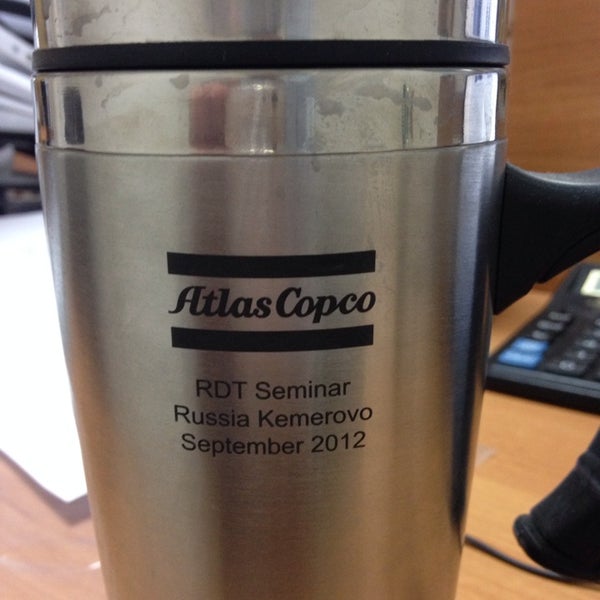 Atlas Copco
RDT Seminar
Russia Kemerovo
September 2012